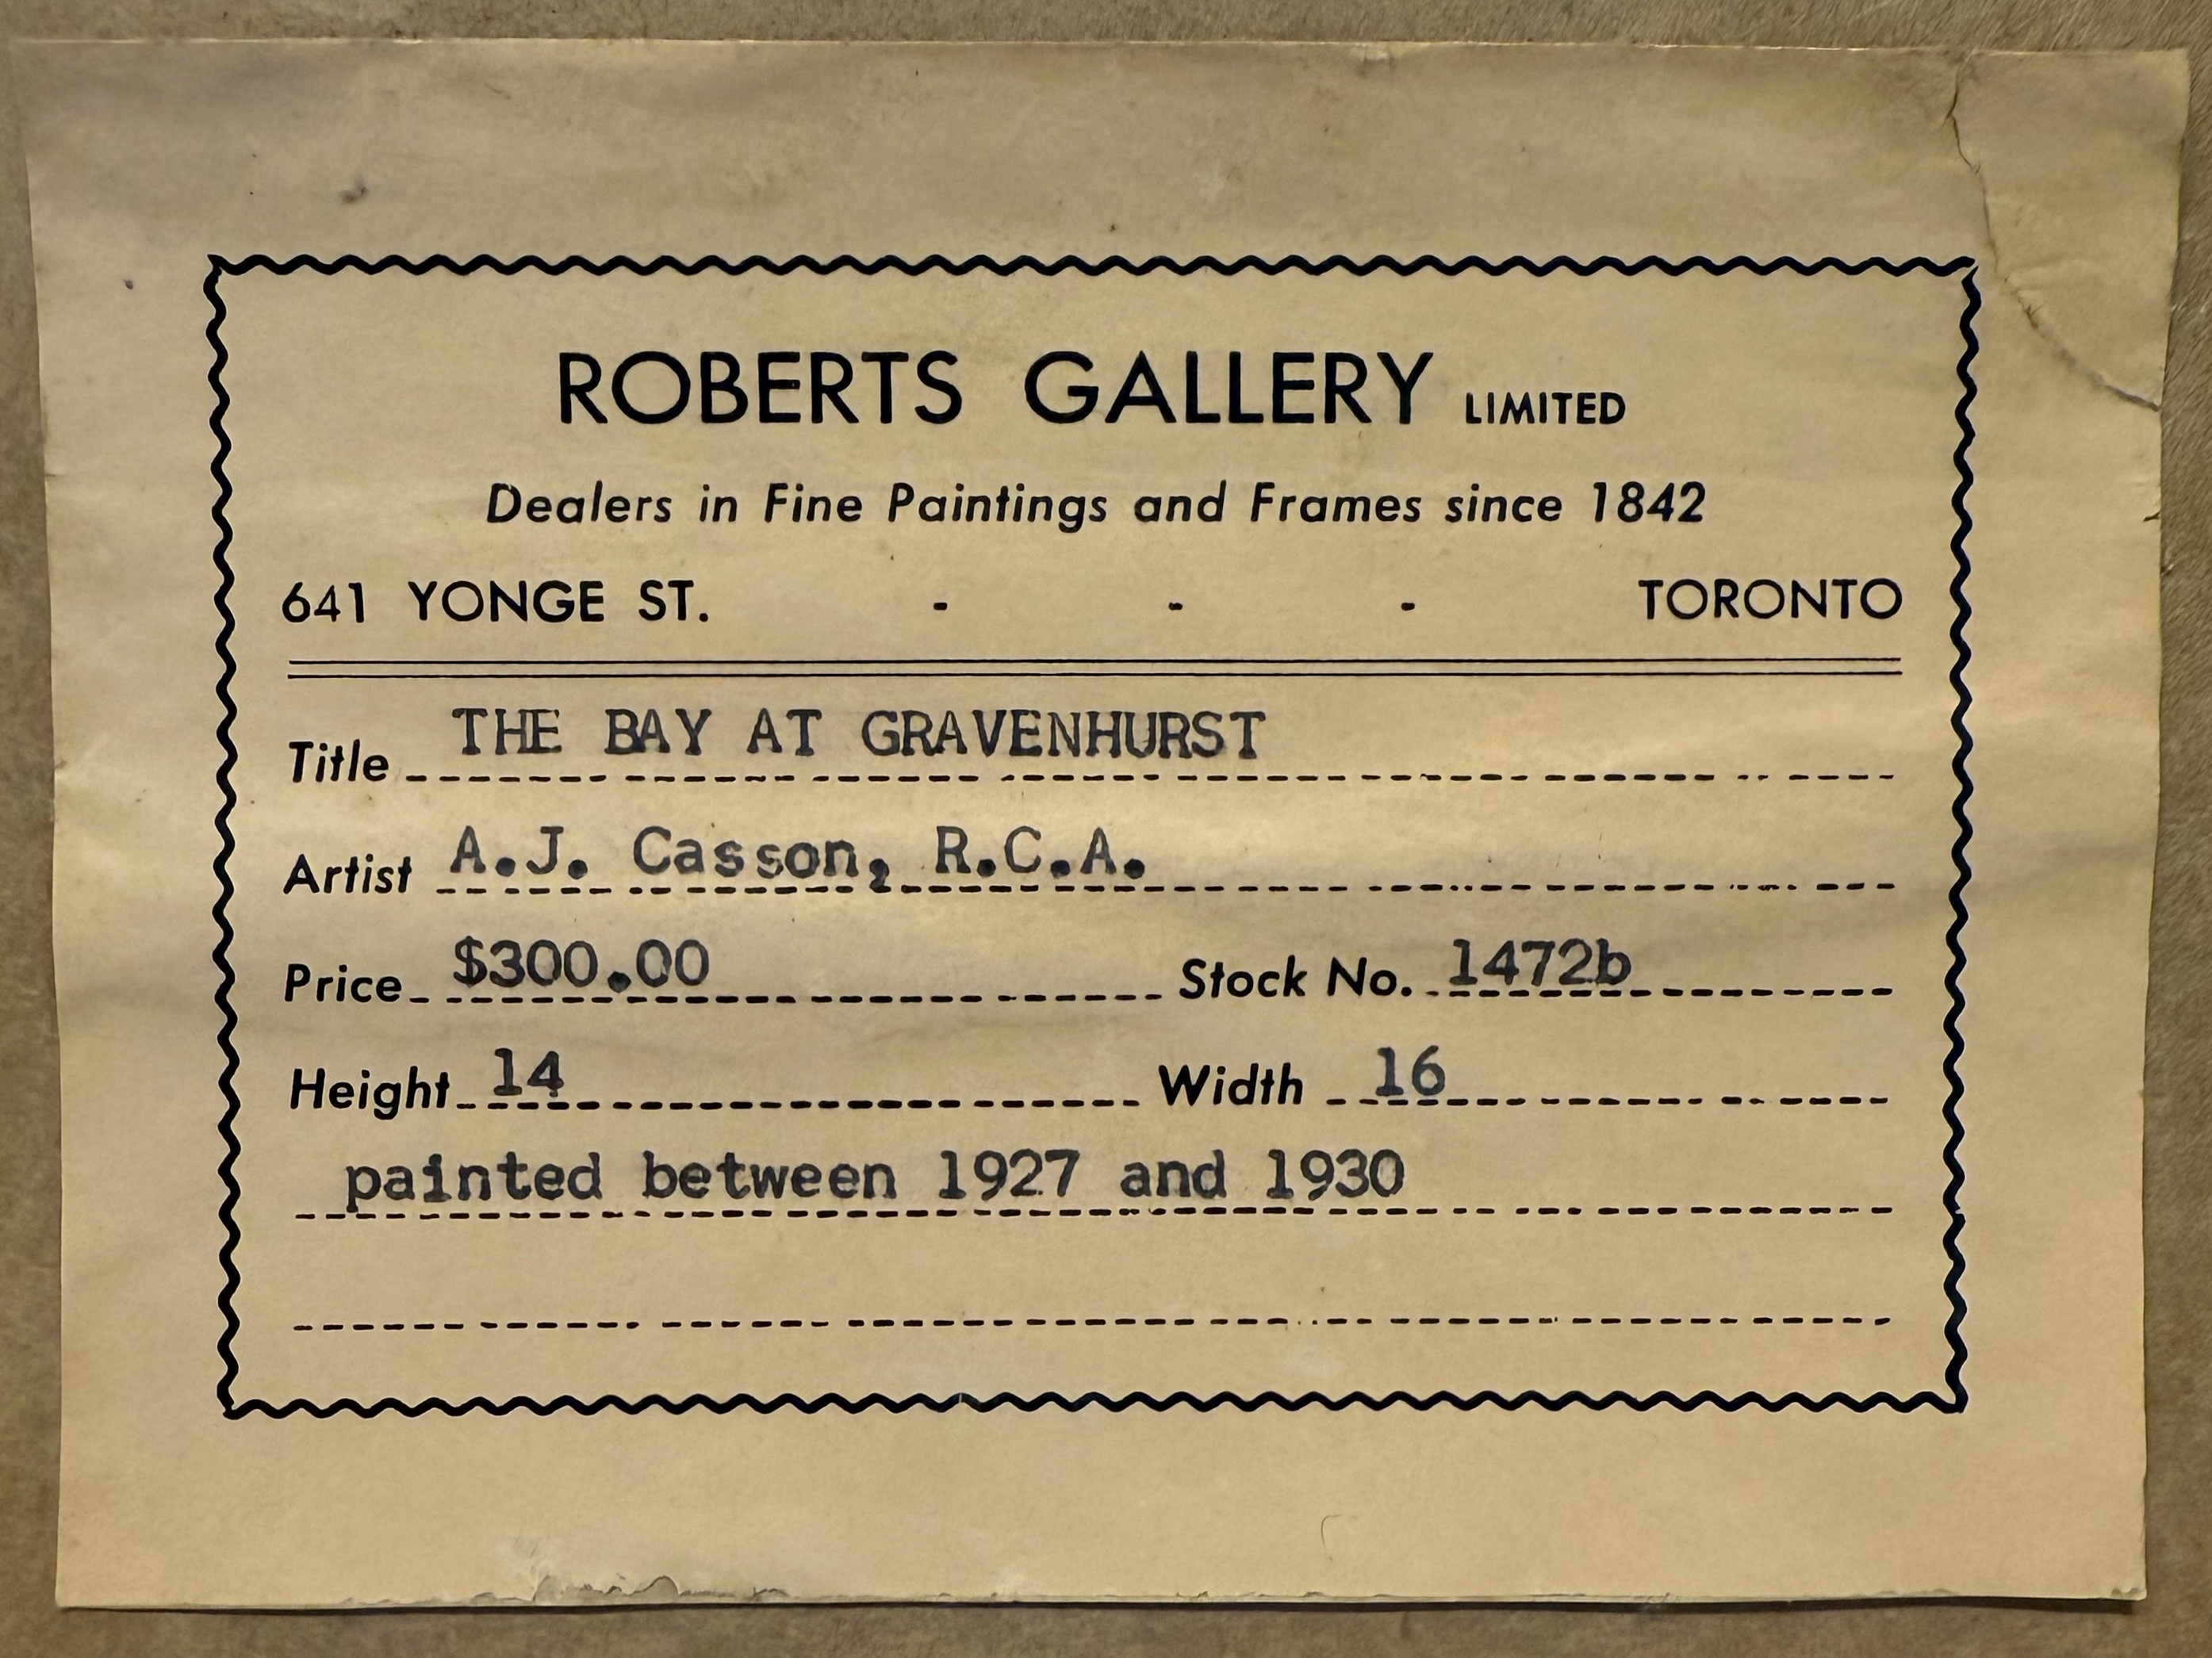 ROBERTS GALLERY LIMITED
Dealers in Fine Paintings and Frames since 1842
641 YONGE ST. - - - TORONTO
Title THE BAY AT GRAVENHURST
Artist A.J. Casson, R.C.A.
Price $300.00 Stock No. 1472b
Height 14 Width 16
painted between 1927 and 1930